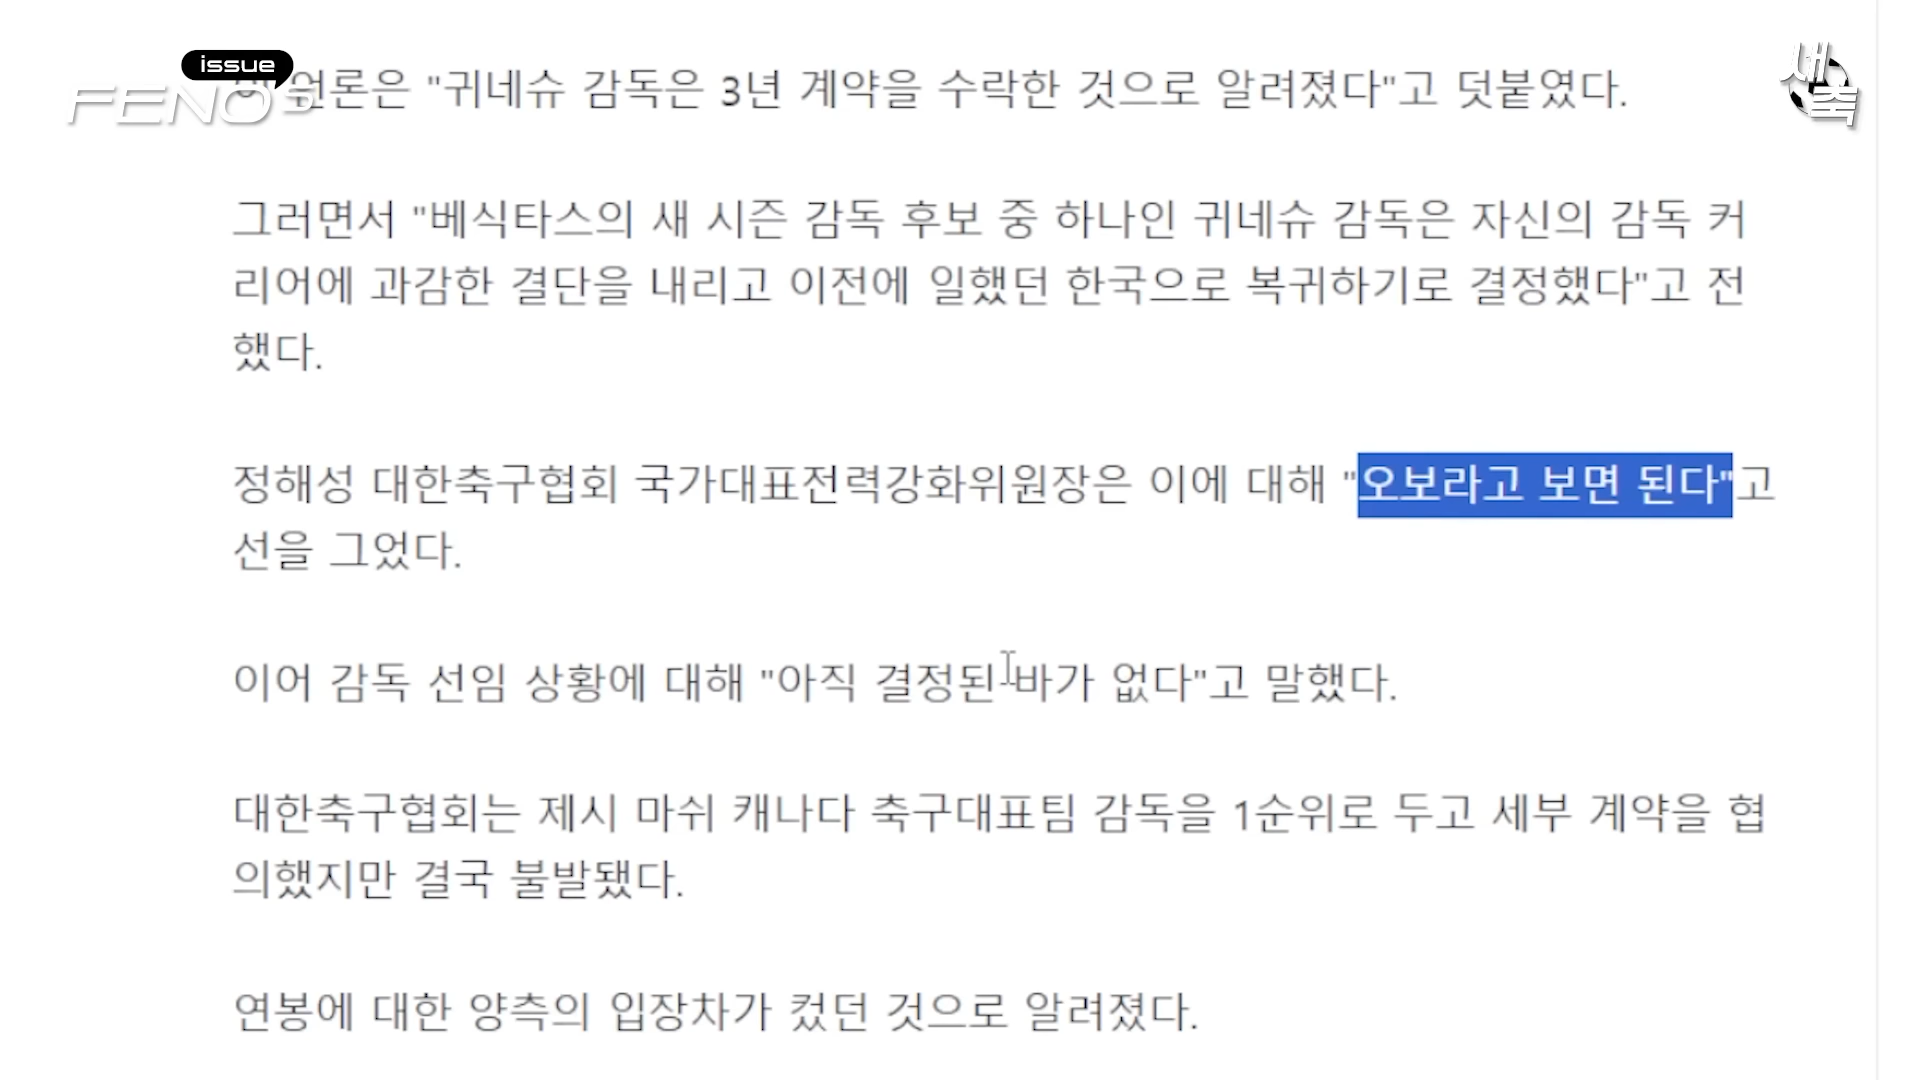 issue
FENO
언론은 "귀네슈 감독은 3년 계약을 수락한 것으로 알려졌다"고 덧붙였다.
새축
그러면서 "베식타스의 새 시즌 감독 후보 중 하나인 귀네슈 감독은 자신의 감독 커
리어에 과감한 결단을 내리고 이전에 일했던 한국으로 복귀하기로 결정했다"고 전
했다.
정해성 대한축구협회 국가대표전력강화위원장은 이에 대해 "오보라고 보면 된다"고
선을 그었다.
이어 감독 선임 상황에 대해 "아직 결정된 바가 없다"고 말했다.
대한축구협회는 제시 마쉬 캐나다 축구대표팀 감독을 1순위로 두고 세부 계약을 협
의했지만 결국 불발됐다.
연봉에 대한 양측의 입장차가 컸던 것으로 알려졌다.